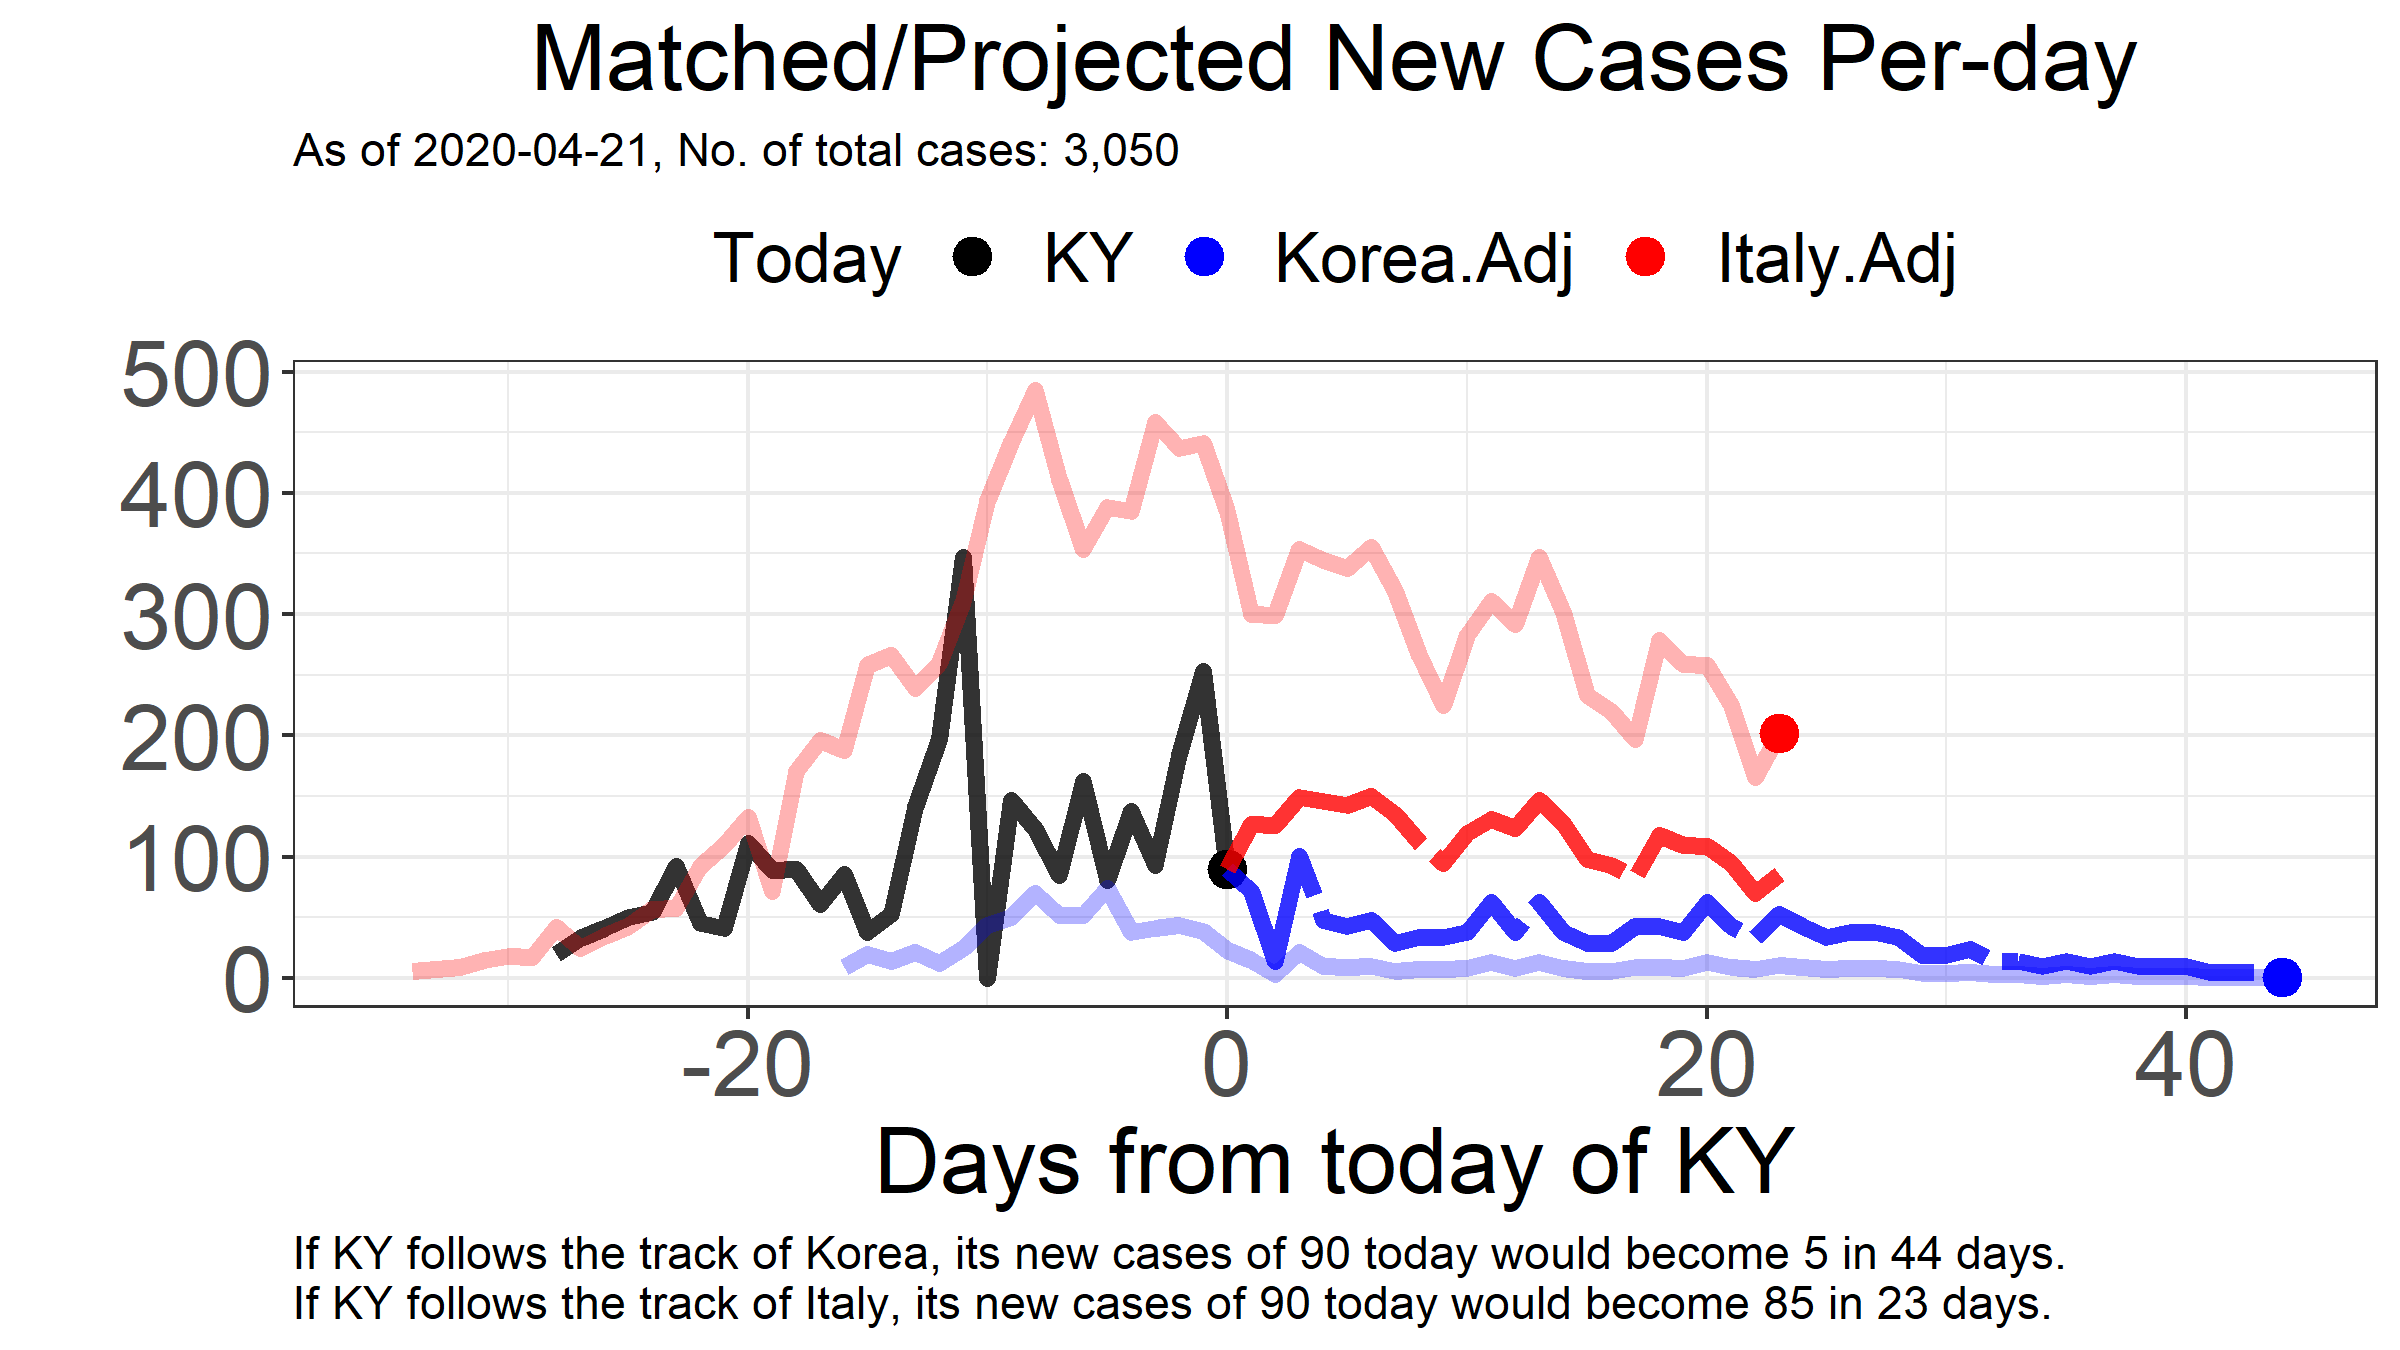 Matched/Projected New Cases Per-day
As of 2020-04-21, No. of total cases: 3,050
Today KY Korea.Adj Italy.Adj
500
400
300
200
100
0
-20 0 20 40
Days from today of KY
If KY follows the track of Korea, its new cases of 90 today would become 5 in 44 days.
If KY follows the track of Italy, its new cases of 90 today would become 85 in 23 days.